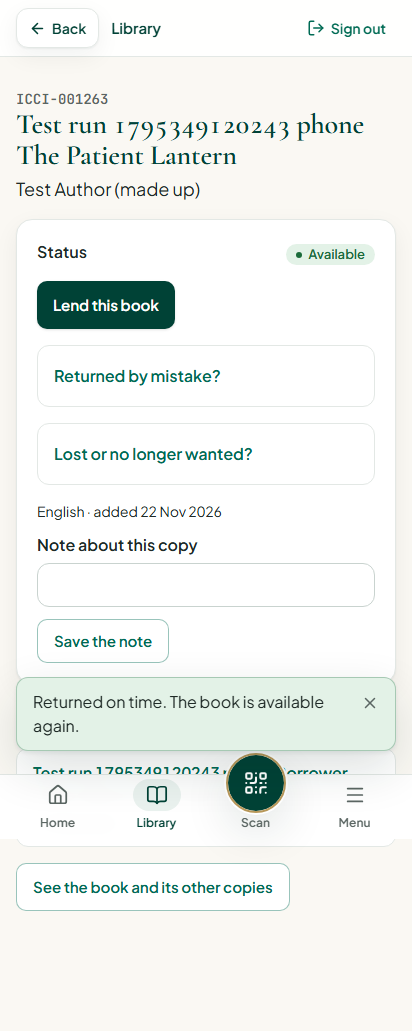 Back
Library
Sign out
ICCI-001263
Test run 1795349120243 phone
The Patient Lantern
Test Author (made up)
Status
Available
Lend this book
Returned by mistake?
Lost or no longer wanted?
English · added 22 Nov 2026
Note about this copy
Save the note
Returned on time. The book is available
again.
Test run 1795349120243
Home
Library
Scan
Menu
See the book and its other copies